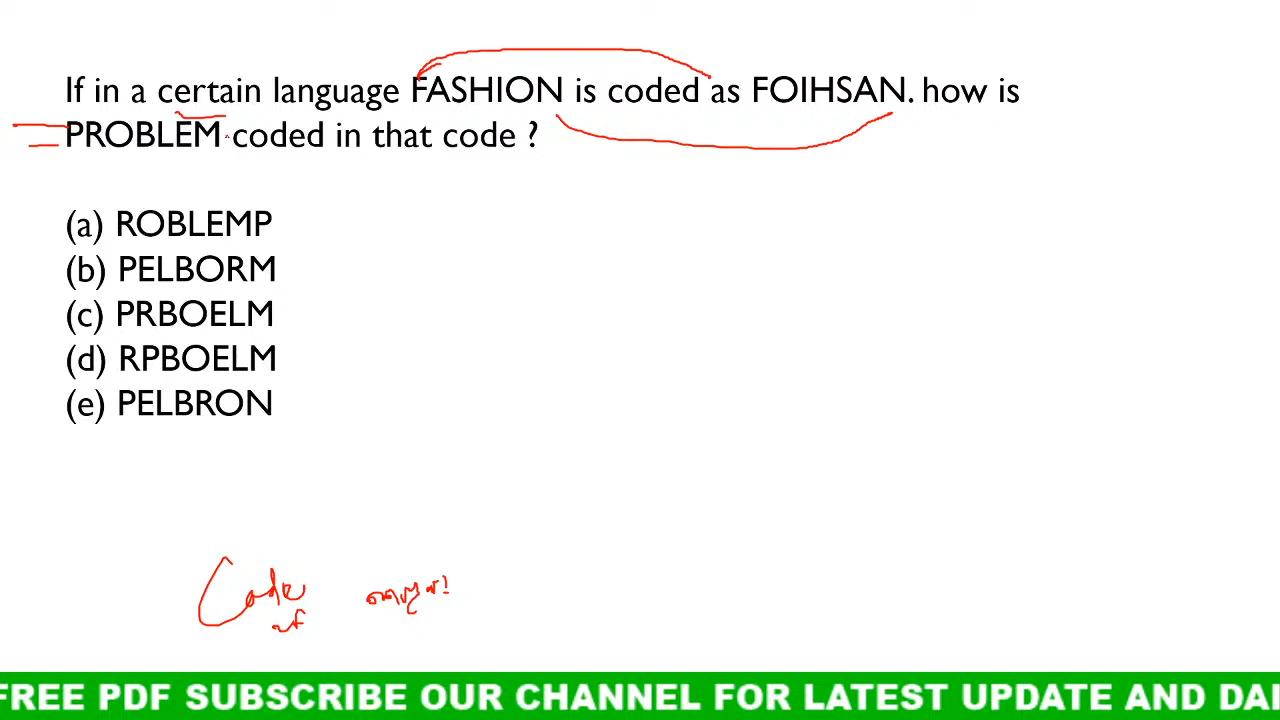 If in a certain language FASHION is coded as FOIHSAN. how is
PROBLEM coded in that code ?
(a) ROBLEMP
(b) PELBORM
(c) PRBOELM
(d) RPBOELM
(e) PELBRON
Code
FREE PDF SUBSCRIBE OUR CHANNEL FOR LATEST UPDATE AND DAI